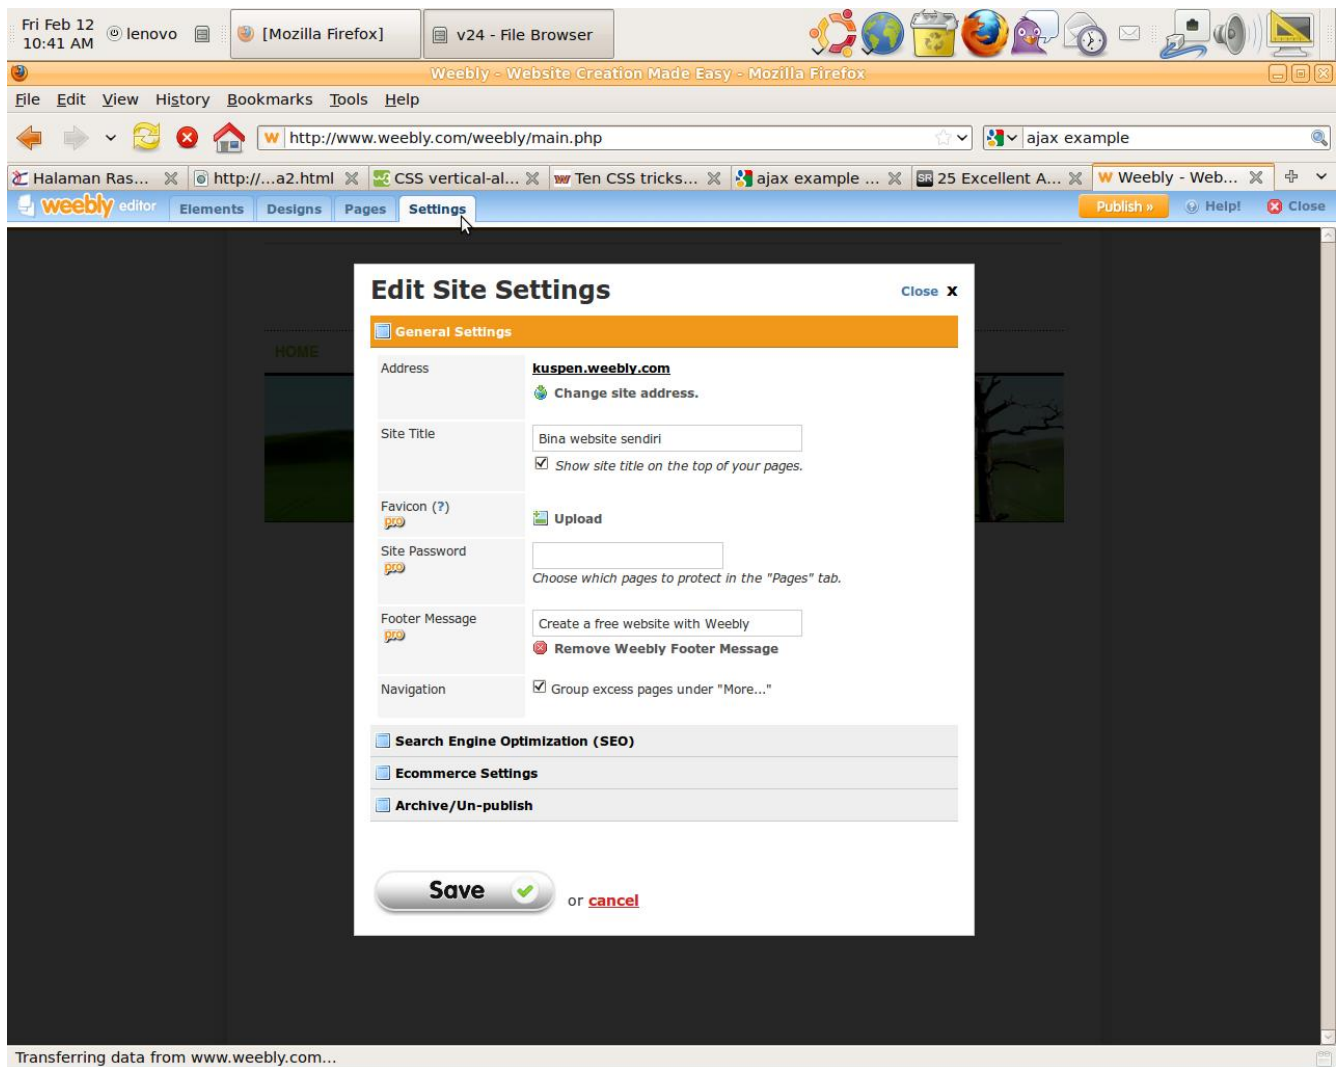 Fri Feb 12
10:41 AM
lenovo
[Mozilla Firefox]
v24 - File Browser
Weebly - Website Creation Made Easy - Mozilla Firefox
File Edit View History Bookmarks Tools Help
http://www.weebly.com/weebly/main.php
ajax example
Halaman Ras...
http://...a2.html
CSS vertical-al...
Ten CSS tricks...
ajax example ...
25 Excellent A...
Weebly - Web...
weebly editor
Elements
Designs
Pages
Settings
Publish »
Help!
Close
HOME
Edit Site Settings
Close X
General Settings
Address
kuspen.weebly.com
Change site address.
Site Title
Bina website sendiri
Show site title on the top of your pages.
Favicon (?)
pro
Upload
Site Password
pro
Choose which pages to protect in the "Pages" tab.
Footer Message
pro
Create a free website with Weebly
Remove Weebly Footer Message
Navigation
Group excess pages under "More..."
Search Engine Optimization (SEO)
Ecommerce Settings
Archive/Un-publish
Save
or cancel
Transferring data from www.weebly.com...